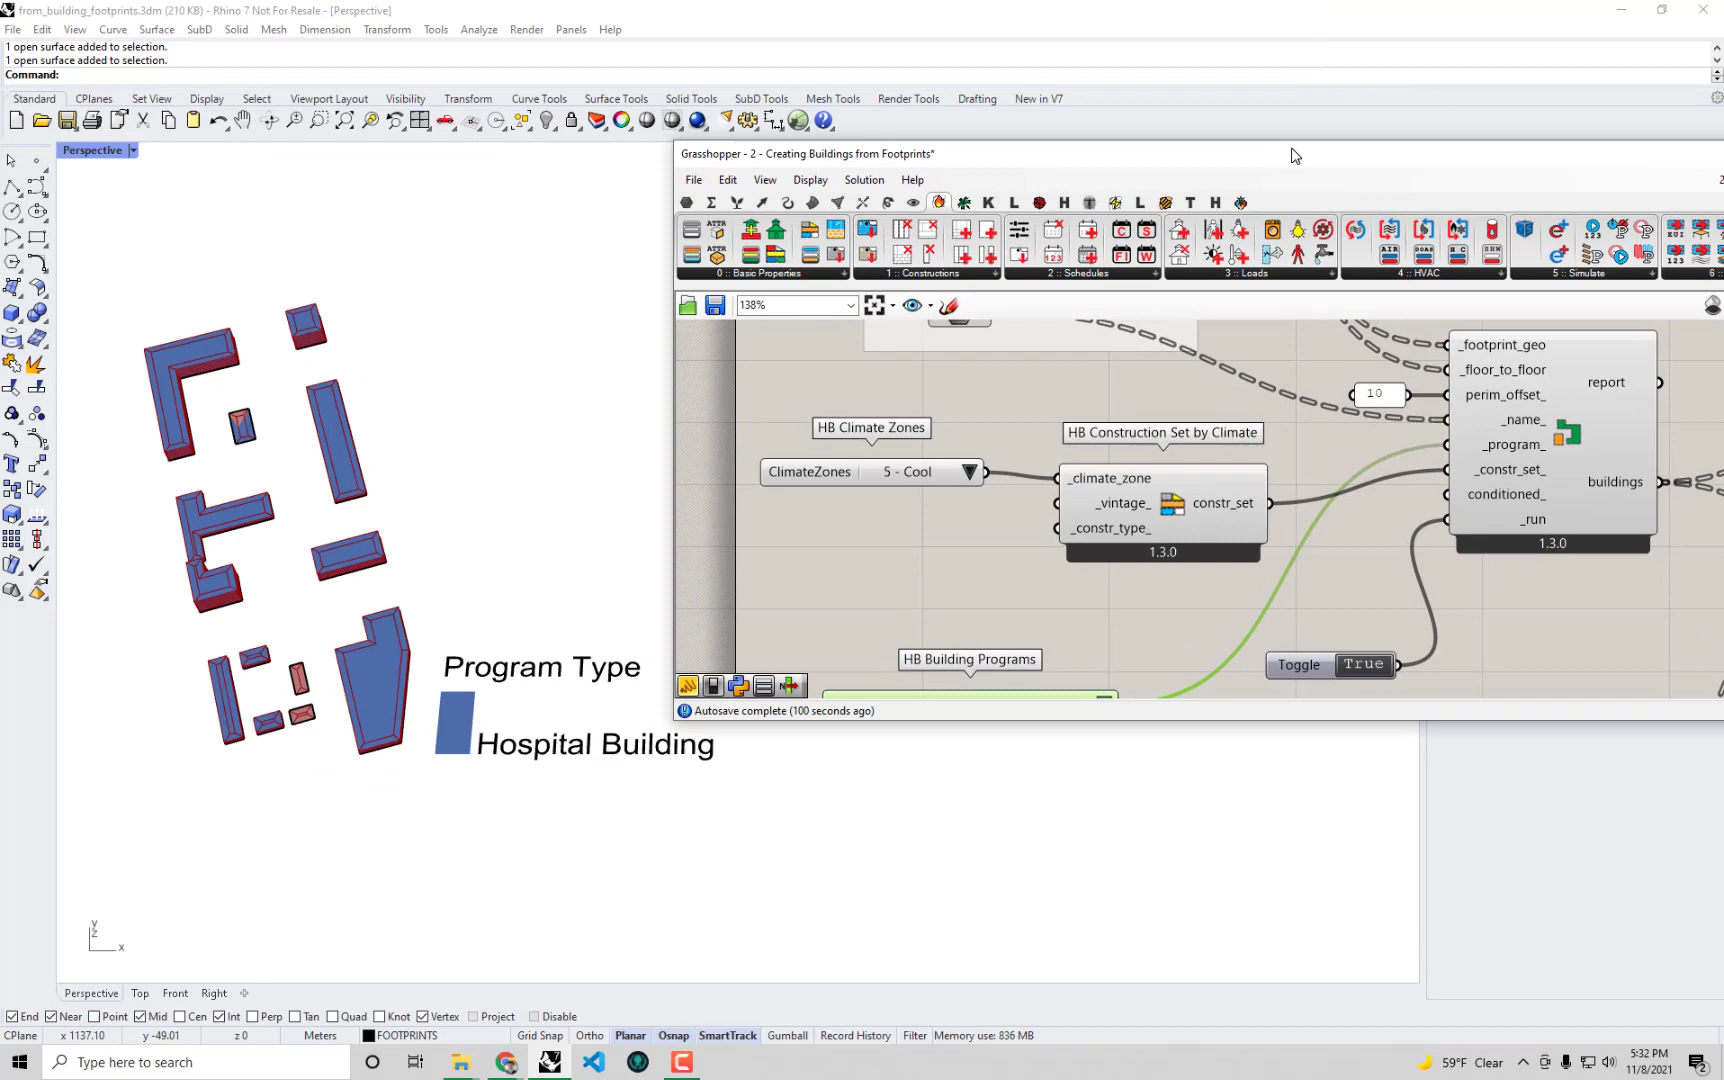 from_building_footprints.3dm (210 KB) - Rhino 7 Not For Resale - [Perspective]
File Edit View Curve Surface SubD Solid Mesh Dimension Transform Tools Analyze Render Panels Help
1 open surface added to selection.
1 open surface added to selection.
Command:
Standard CPlanes Set View Display Select Viewport Layout Visibility Transform Curve Tools Surface Tools Solid Tools SubD Tools Mesh Tools Render Tools Drafting New in V7
Perspective
Grasshopper - 2 - Creating Buildings from Footprints*
File Edit View Display Solution Help
K L H L T H
0 :: Basic Properties 1 :: Constructions 2 :: Schedules 3 :: Loads 4 :: HVAC 5 :: Simulate
138%
_footprint_geo
_floor_to_floor
perim_offset_
_name_
_program_
_constr_set_
conditioned_
_run
report
buildings
1.3.0
10
HB Climate Zones
ClimateZones 5 - Cool
HB Construction Set by Climate
_climate_zone
_vintage_
_constr_type_
constr_set
1.3.0
HB Building Programs
Toggle True
Autosave complete (100 seconds ago)
Program Type
Hospital Building
y
z
x
Perspective Top Front Right
End Near Point Mid Cen Int Perp Tan Quad Knot Vertex Project Disable
CPlane x 1137.10 y -49.01 z 0 Meters FOOTPRINTS Grid Snap Ortho Planar Osnap SmartTrack Gumball Record History Filter Memory use: 836 MB
Type here to search
59°F Clear
5:32 PM
11/8/2021
2